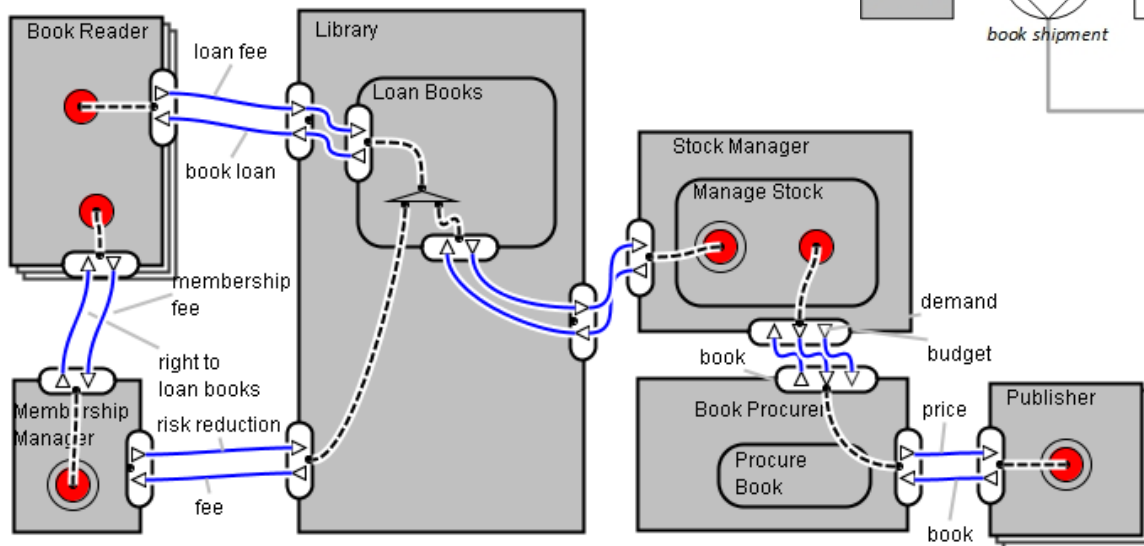 Book Reader
loan fee
Library
book shipment
Loan Books
book loan
Stock Manager
Manage Stock
membership
fee
demand
budget
book
right to
loan books
Membership
Manager
risk reduction
fee
Book Procurer
price
Publisher
Procure
Book
book